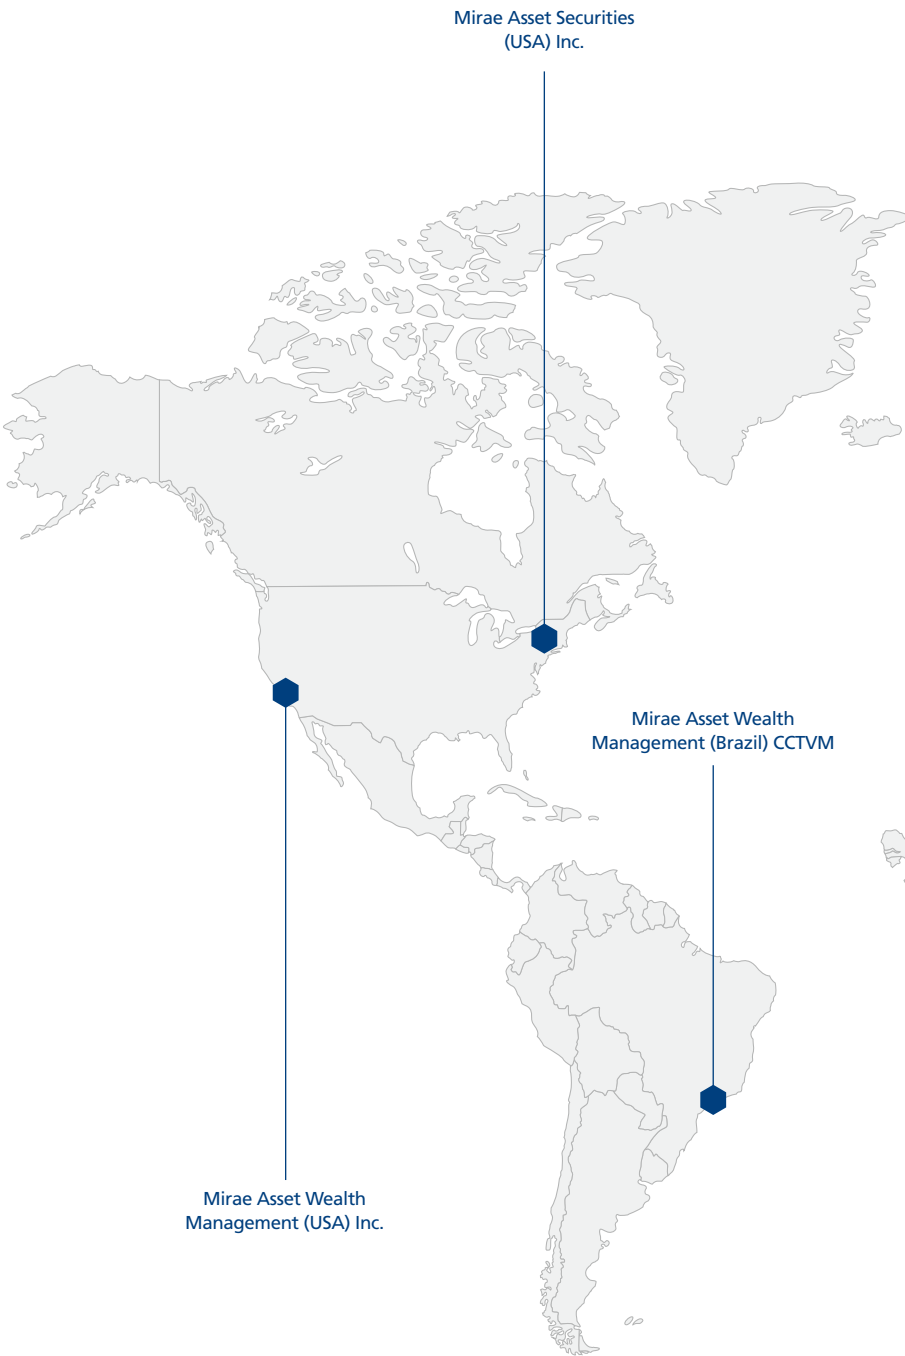 Mirae Asset Securities
(USA) Inc.
Mirae Asset Wealth
Management (Brazil) CCTVM
Mirae Asset Wealth
Management (USA) Inc.